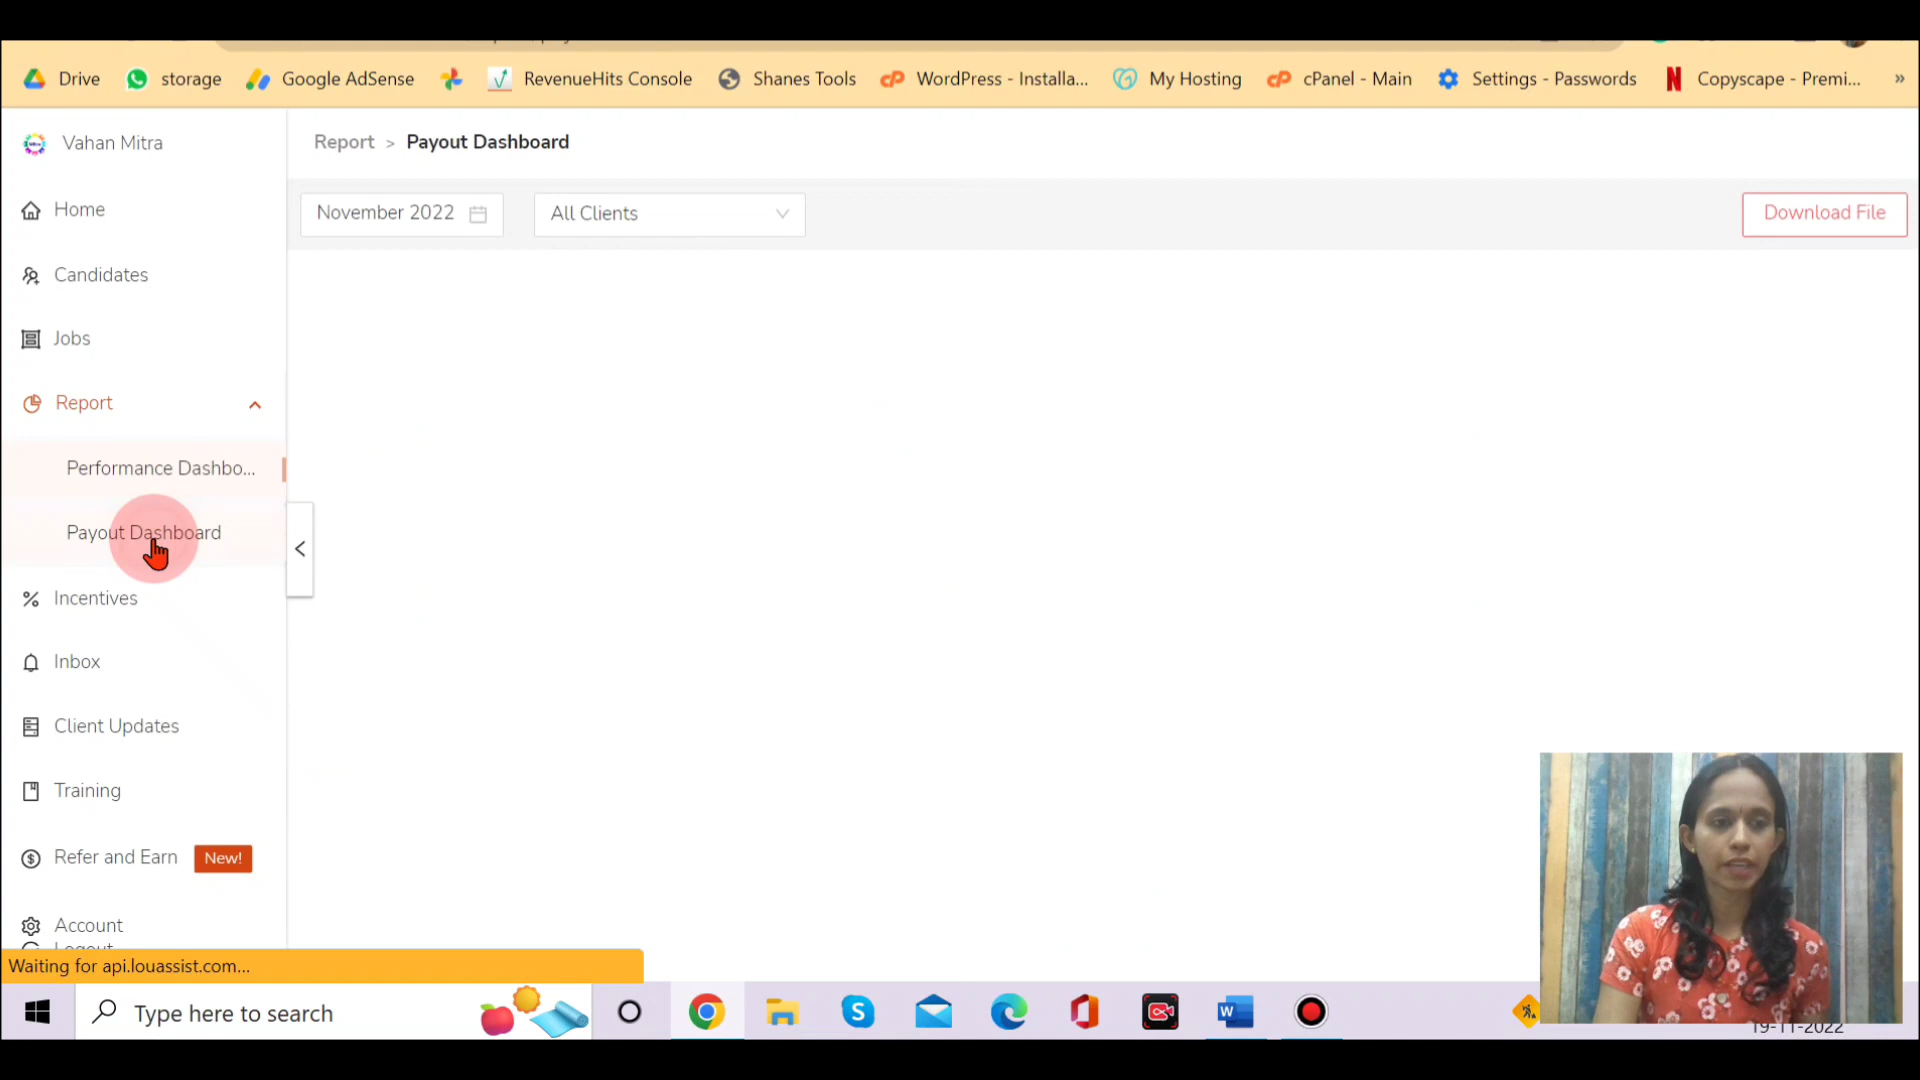 Drive
storage
Google AdSense
RevenueHits Console
Shanes Tools
WordPress - Installa...
My Hosting
cPanel - Main
Settings - Passwords
Copyscape - Premi...
»
Vahan Mitra
Report > Payout Dashboard
Home
November 2022
All Clients
Download File
Candidates
Jobs
Report
Performance Dashbo...
Payout Dashboard
Incentives
Inbox
Client Updates
Training
Refer and Earn New!
Account
Logout
Waiting for api.louassist.com...
Type here to search
19-11-2022